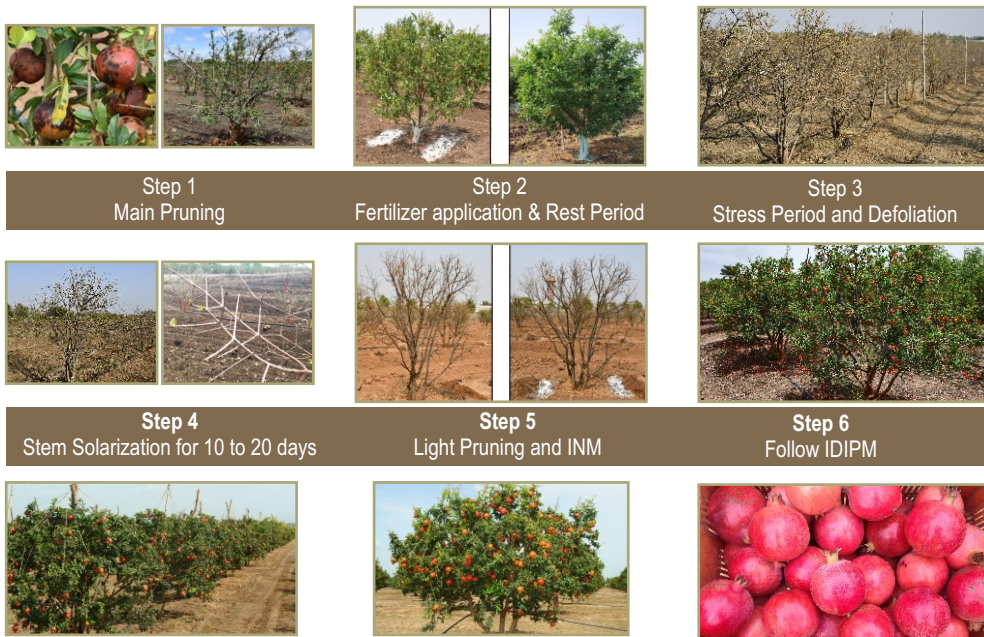 Step 1
Main Pruning
Step 2
Fertilizer application & Rest Period
Step 3
Stress Period and Defoliation
Step 4
Stem Solarization for 10 to 20 days
Step 5
Light Pruning and INM
Step 6
Follow IDIPM